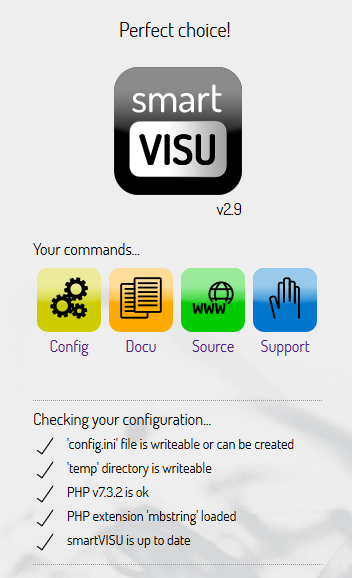 Perfect choice!
smart
VISU
v2.9
Your commands...
www
Config Docu Source Support
Checking your configuration...
'config.ini' file is writeable or can be created
'temp' directory is writeable
PHP v7.3.2 is ok
PHP extension 'mbstring' loaded
smartVISU is up to date